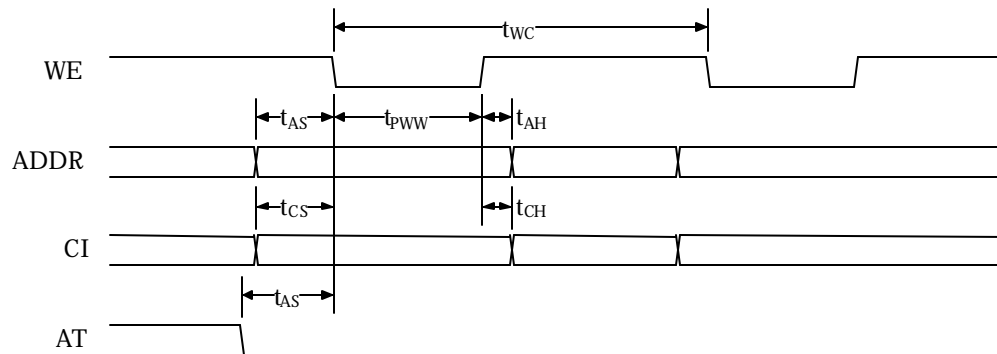 tWC
WE
tAS tPWW tAH
ADDR
tCS tCH
CI
tAS
AT